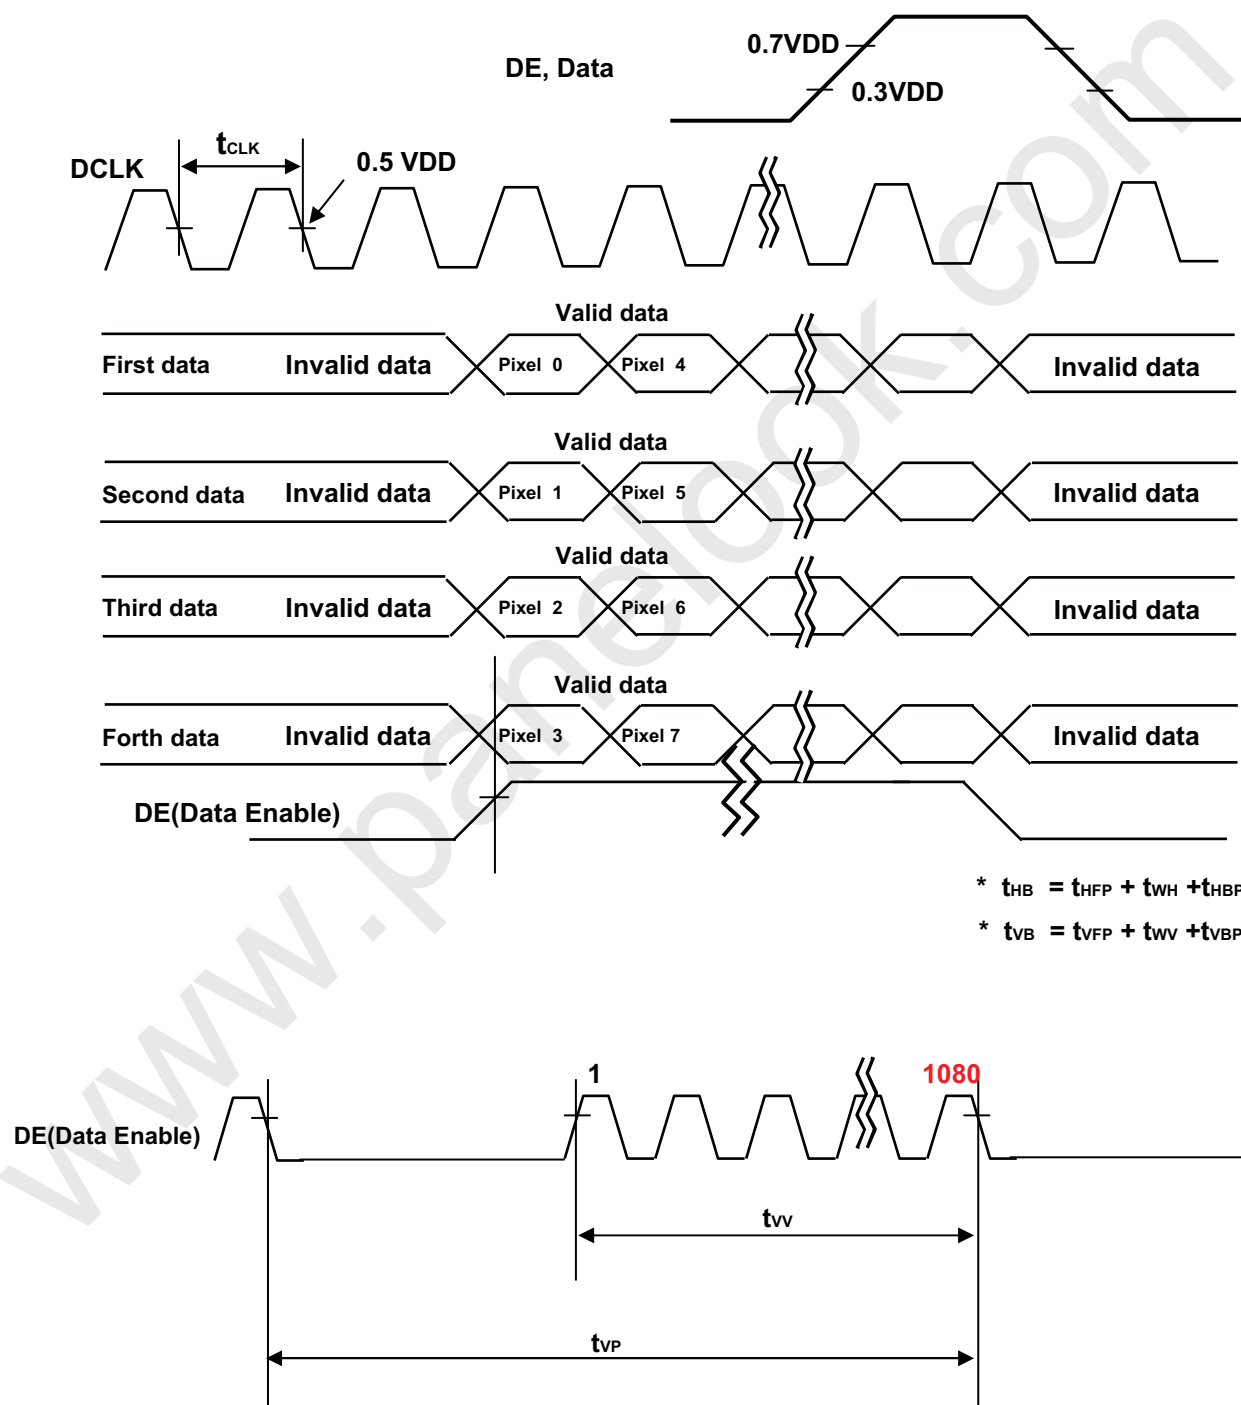 0.7VDD
DE, Data
0.3VDD
tCLK
DCLK
0.5 VDD
Valid data
First data Invalid data Pixel 0 Pixel 4 Invalid data
Valid data
Second data Invalid data Pixel 1 Pixel 5 Invalid data
Valid data
Third data Invalid data Pixel 2 Pixel 6 Invalid data
Valid data
Forth data Invalid data Pixel 3 Pixel 7 Invalid data
DE(Data Enable)
* tHB = tHFP + tWH +tHBP
* tVB = tVFP + tWV +tVBP
1 1080
DE(Data Enable)
tVV
tVP
www.panelook.com